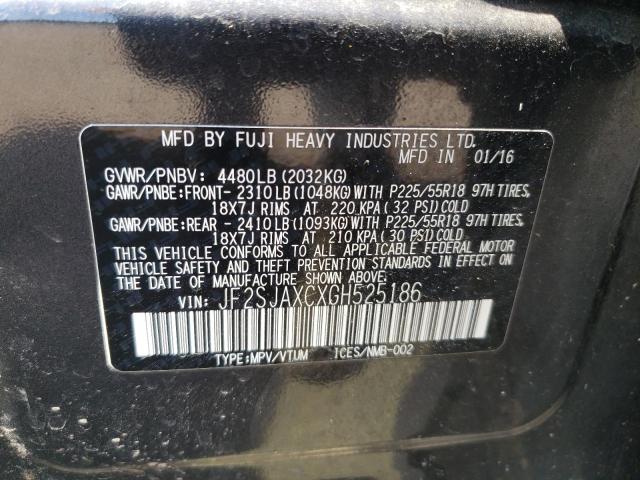 MFD BY FUJI HEAVY INDUSTRIES LTD.
MFD IN 01/16
GVWR/PNBV: 4480LB (2032KG)
GAWR/PNBE:FRONT- 2310LB (1048KG) WITH P225/55R18 97H TIRES,
18X7J RIMS AT 220 KPA (32 PSI) COLD
GAWR/PNBE:REAR - 2410LB (1093KG) WITH P225/55R18 97H TIRES,
18X7J RIMS AT 210 KPA (30 PSI) COLD
THIS VEHICLE CONFORMS TO ALL APPLICABLE FEDERAL MOTOR
VEHICLE SAFETY AND THEFT PREVENTION STANDARDS IN EFFECT ON
THE DATE OF MANUFACTURE SHOWN ABOVE.
VIN: JF2SJAXCXGH525186
TYPE:MPV/VTUM ICES/NMB-002